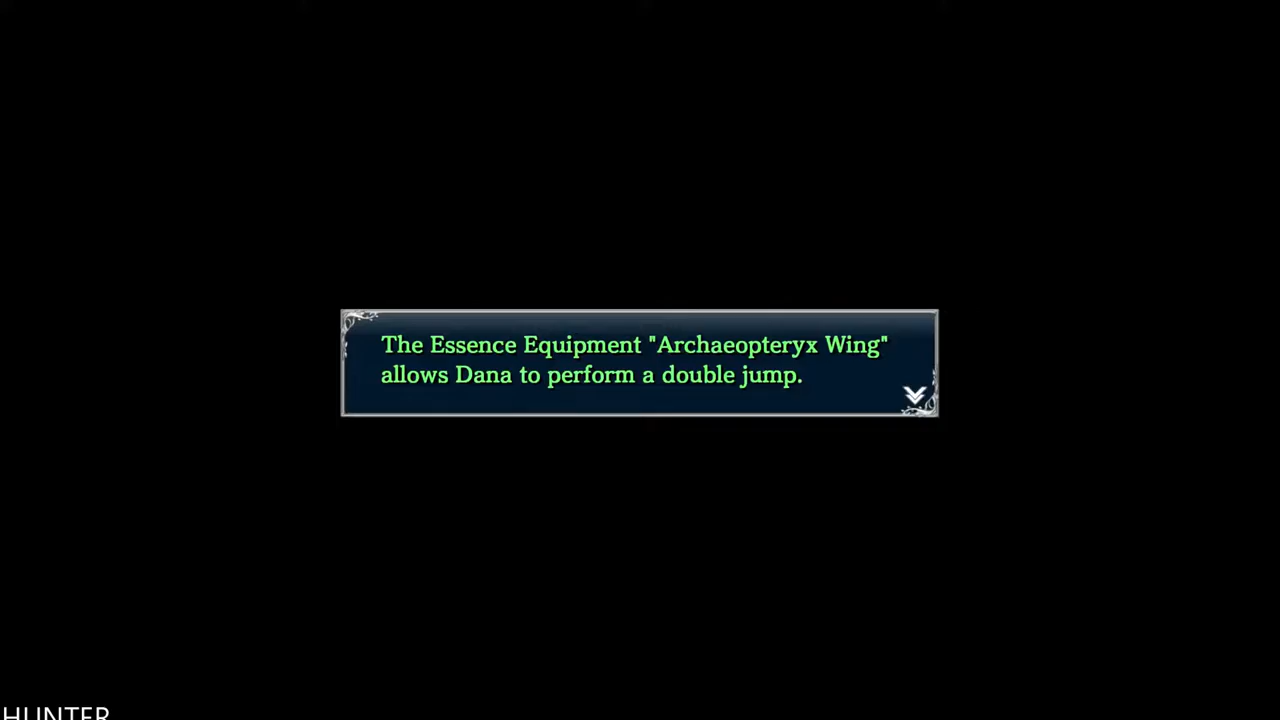 The Essence Equipment "Archaeopteryx Wing"
allows Dana to perform a double jump.
HUNTER